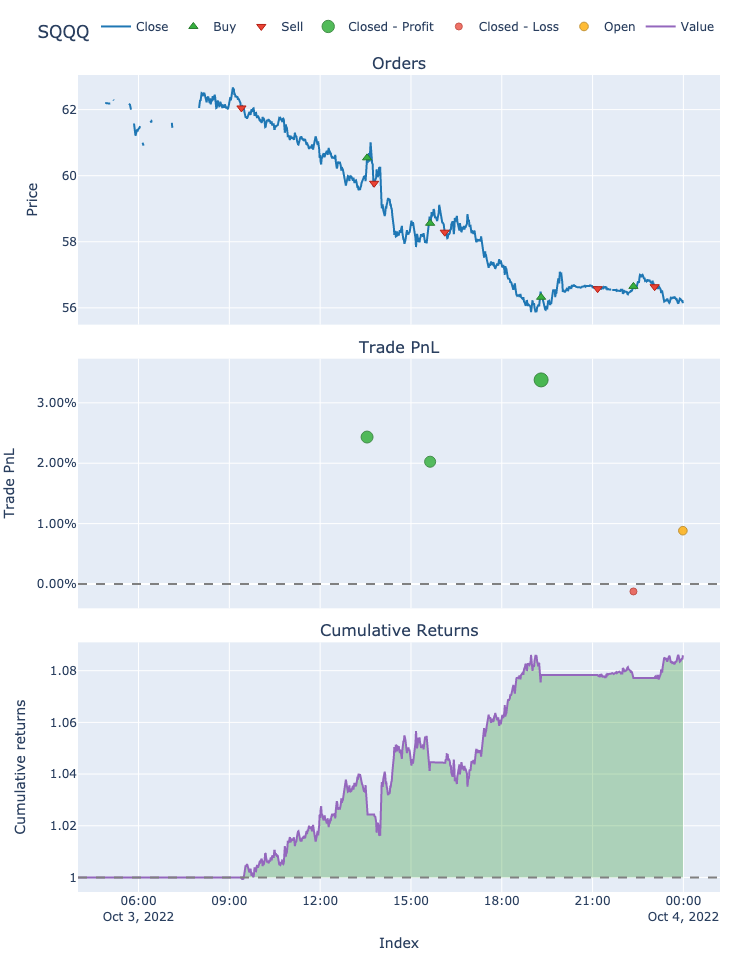 SQQQ
Close Buy Sell Closed - Profit Closed - Loss Open Value
Orders
62
60
58
56
Price
Trade PnL
3.00%
2.00%
1.00%
0.00%
Trade PnL
Cumulative Returns
1.08
1.06
1.04
1.02
1
Cumulative returns
06:00 09:00 12:00 15:00 18:00 21:00 00:00
Oct 3, 2022 Oct 4, 2022
Index